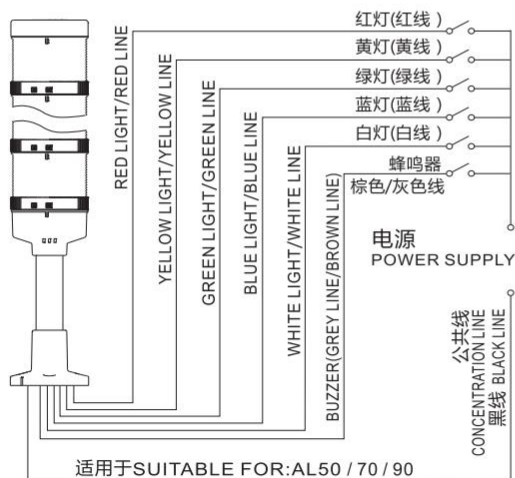 红灯(红线 )
黄灯(黄线 )
绿灯(绿线 )
蓝灯(蓝线 )
白灯(白线 )
蜂鸣器
棕色/灰色线
RED LIGHT/RED LINE
YELLOW LIGHT/YELLOW LINE
GREEN LIGHT/GREEN LINE
BLUE LIGHT/BLUE LINE
WHITE LIGHT/WHITE LINE
BUZZER(GREY LINE/BROWN LINE)
电源
POWER SUPPLY
公共线
CONCENTRATION LINE
黑线 BLACK LINE
适用于SUITABLE FOR:AL50 / 70 / 90